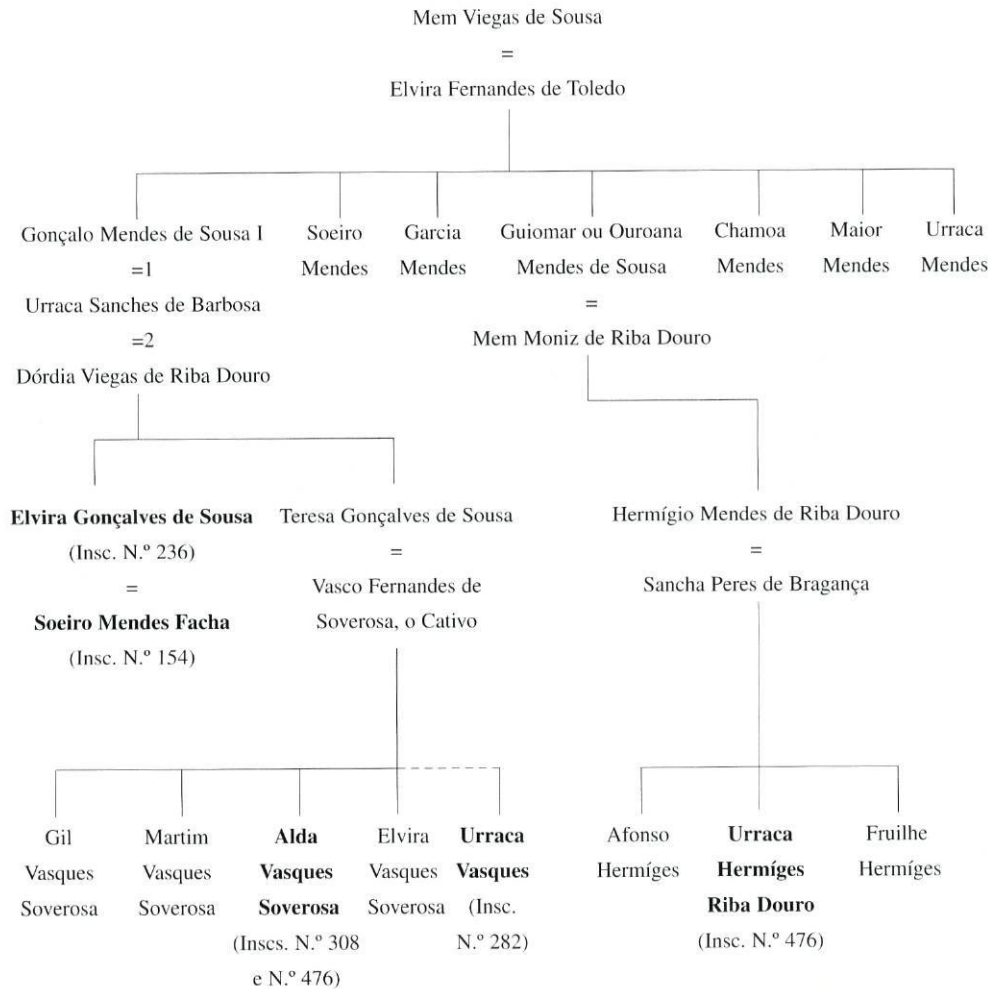 Mem Viegas de Sousa
=
Elvira Fernandes de Toledo
Gonçalo Mendes de Sousa I
=1
Urraca Sanches de Barbosa
=2
Dórdia Viegas de Riba Douro
Soeiro
Mendes
Garcia
Mendes
Guiomar ou Ouroana
Mendes de Sousa
=
Mem Moniz de Riba Douro
Chamoa
Mendes
Maior
Mendes
Urraca
Mendes
Elvira Gonçalves de Sousa
(Insc. N.º 236)
=
Soeiro Mendes Facha
(Insc. N.º 154)
Teresa Gonçalves de Sousa
=
Vasco Fernandes de
Soverosa, o Cativo
Hermígio Mendes de Riba Douro
=
Sancha Peres de Bragança
Gil
Vasques
Soverosa
Martim
Vasques
Soverosa
Alda
Vasques
Soverosa
(Inscs. N.º 308
e N.º 476)
Elvira
Vasques
Soverosa
Urraca
Vasques
(Insc.
N.º 282)
Afonso
Hermíges
Urraca
Hermíges
Riba Douro
(Insc. N.º 476)
Fruilhe
Hermíges